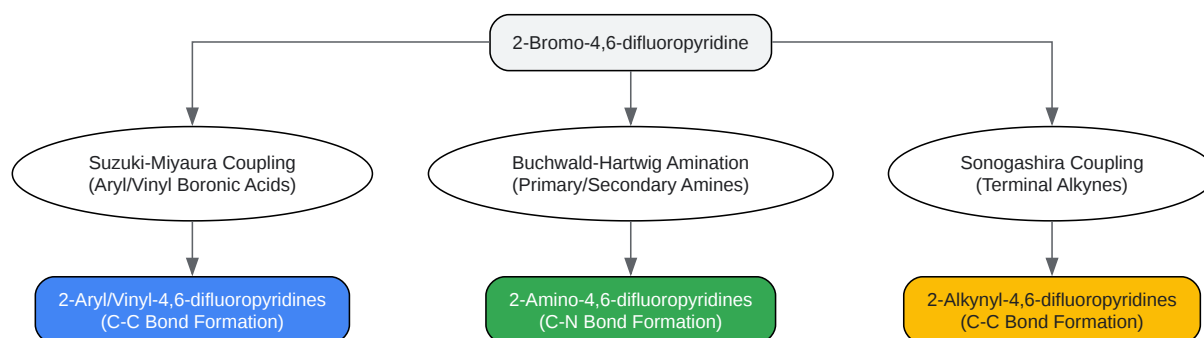 2-Bromo-4,6-difluoropyridine
Suzuki-Miyaura Coupling
(Aryl/Vinyl Boronic Acids)
Buchwald-Hartwig Amination
(Primary/Secondary Amines)
Sonogashira Coupling
(Terminal Alkynes)
2-Aryl/Vinyl-4,6-difluoropyridines
(C-C Bond Formation)
2-Amino-4,6-difluoropyridines
(C-N Bond Formation)
2-Alkynyl-4,6-difluoropyridines
(C-C Bond Formation)